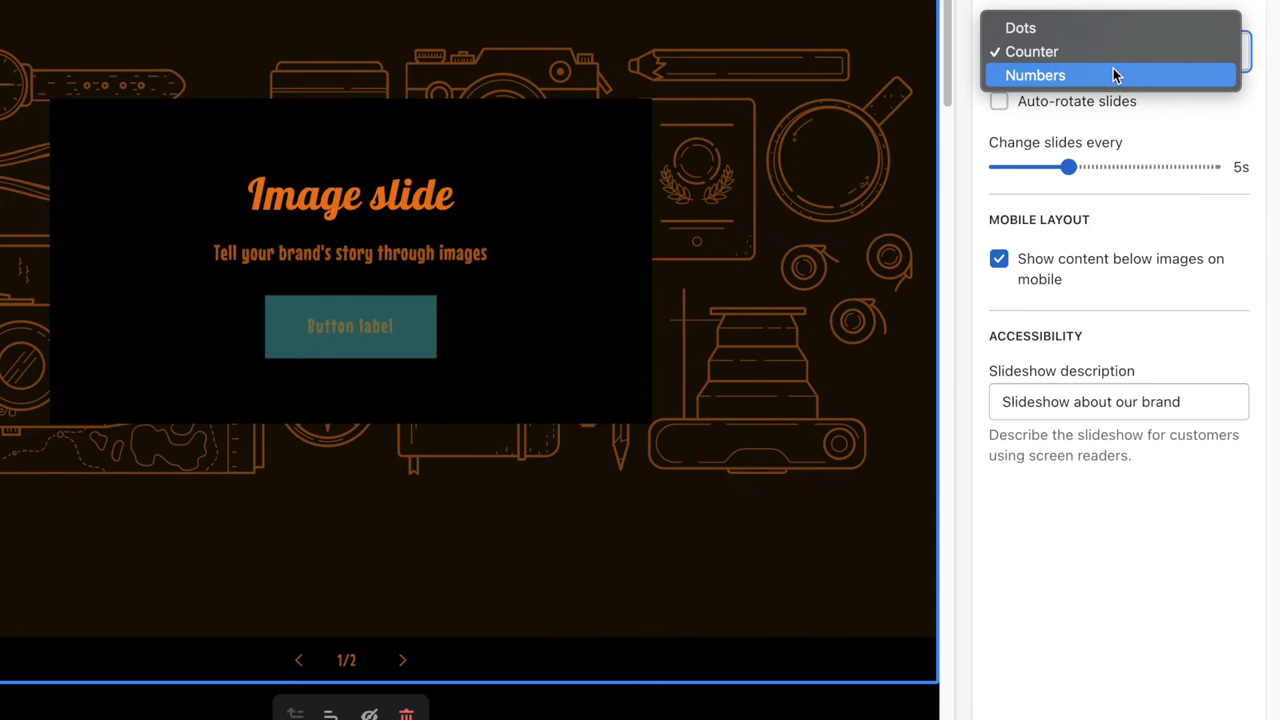 Dots
✓ Counter
Numbers
Auto-rotate slides
Change slides every
5s
MOBILE LAYOUT
Show content below images on
mobile
ACCESSIBILITY
Slideshow description
Slideshow about our brand
Describe the slideshow for customers
using screen readers.
Image slide
Tell your brand's story through images
Button label
1/2